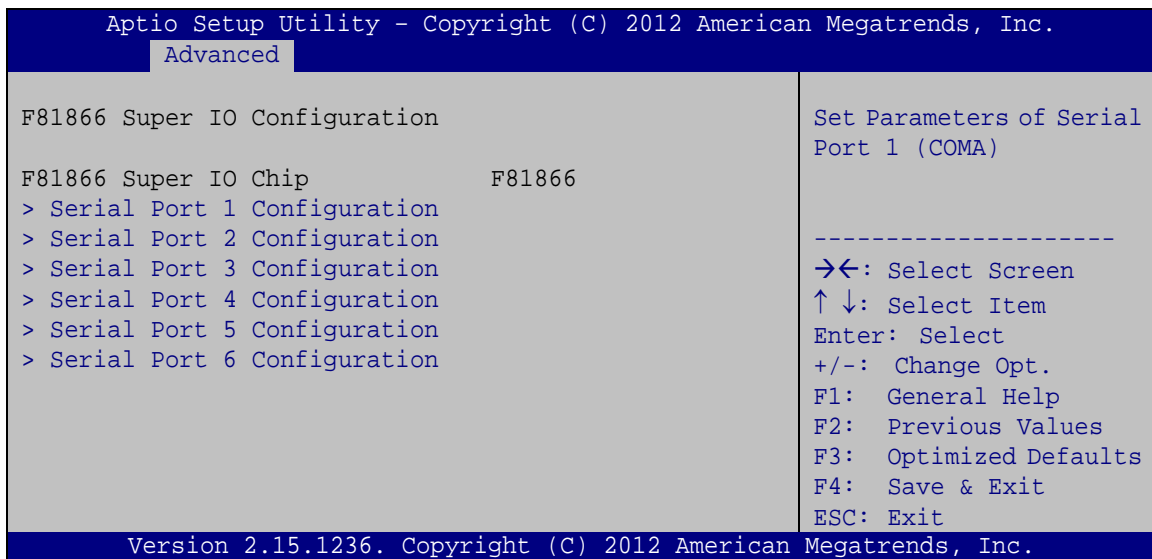 Aptio Setup Utility – Copyright (C) 2012 American Megatrends, Inc.
Advanced
F81866 Super IO Configuration
F81866 Super IO Chip F81866
> Serial Port 1 Configuration
> Serial Port 2 Configuration
> Serial Port 3 Configuration
> Serial Port 4 Configuration
> Serial Port 5 Configuration
> Serial Port 6 Configuration
Set Parameters of Serial
Port 1 (COMA)
---------------------
→←: Select Screen
↑ ↓: Select Item
Enter: Select
+/-: Change Opt.
F1: General Help
F2: Previous Values
F3: Optimized Defaults
F4: Save & Exit
ESC: Exit
Version 2.15.1236. Copyright (C) 2012 American Megatrends, Inc.